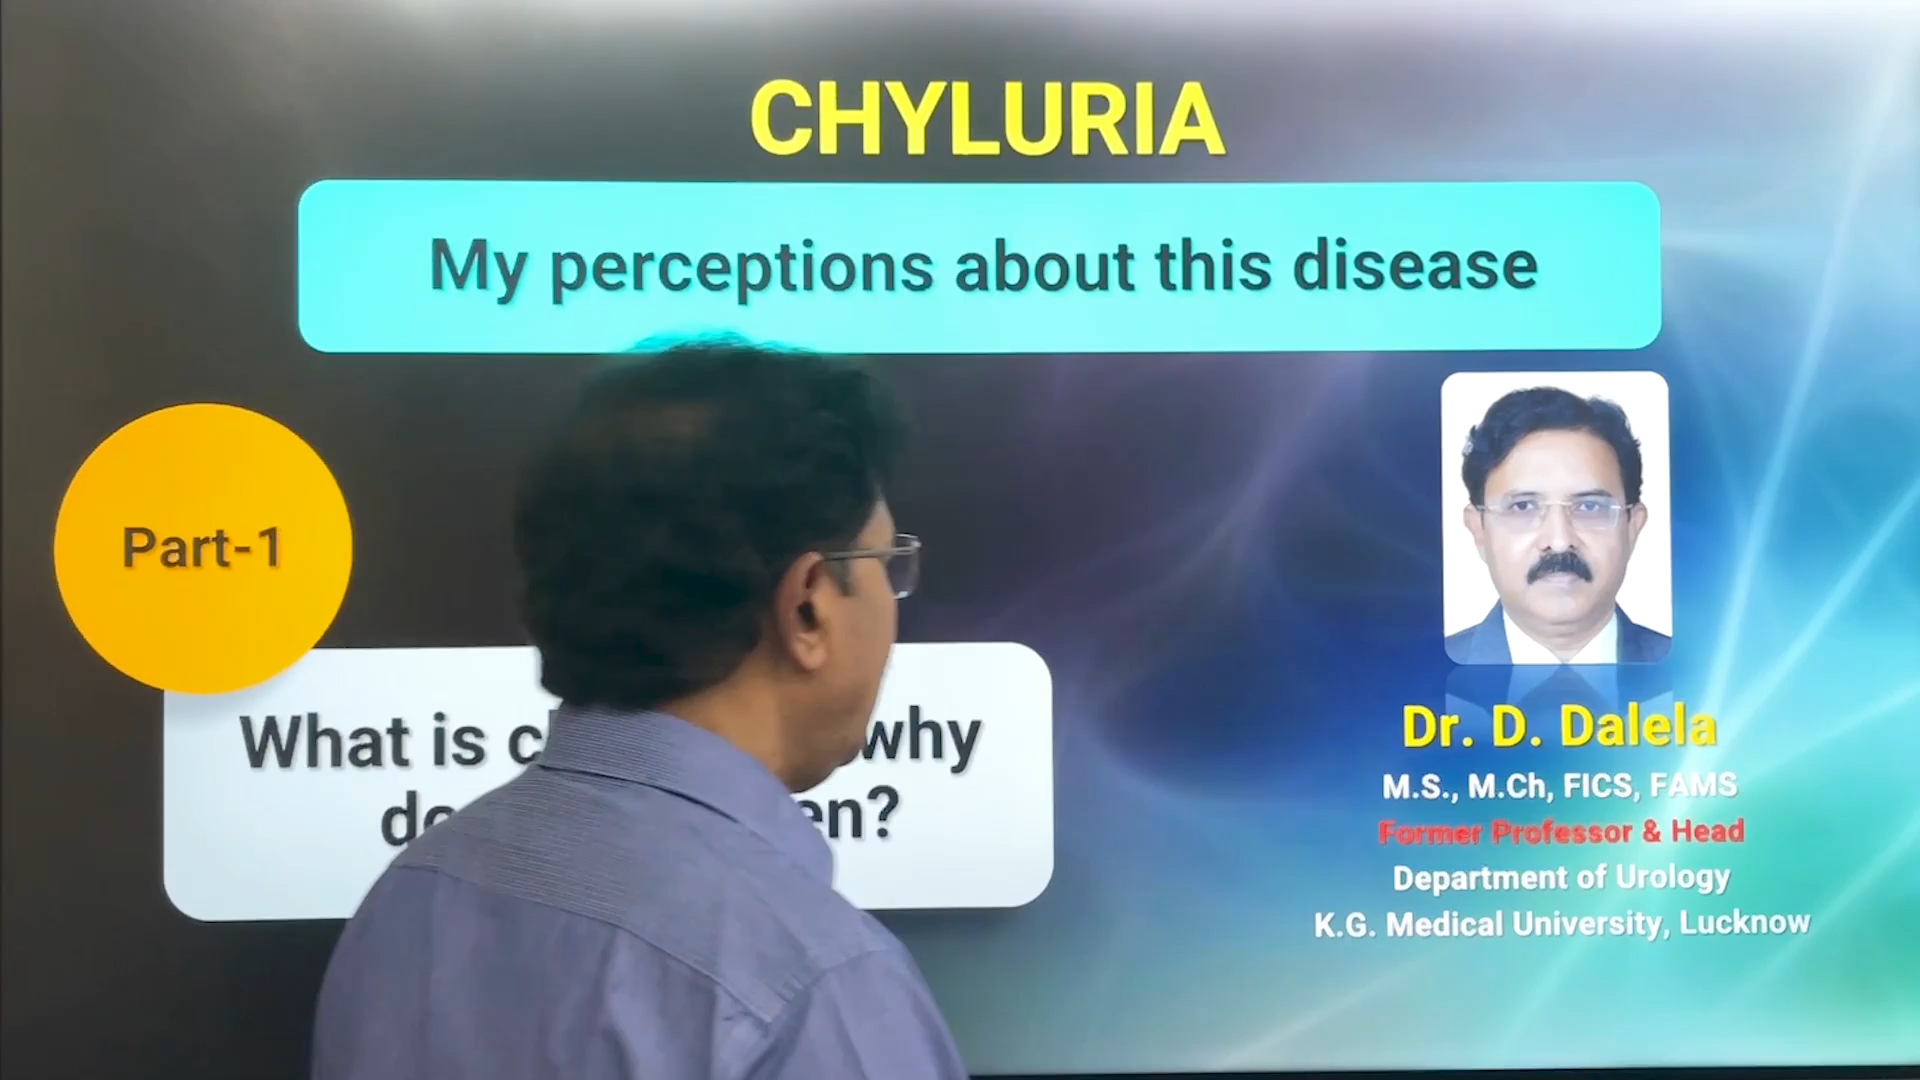 CHYLURIA
My perceptions about this disease
Part-1
What is why
Dr. D. Dalela
M.S., M.Ch, FICS, FAMS
Former Professor & Head
Department of Urology
K.G. Medical University, Lucknow